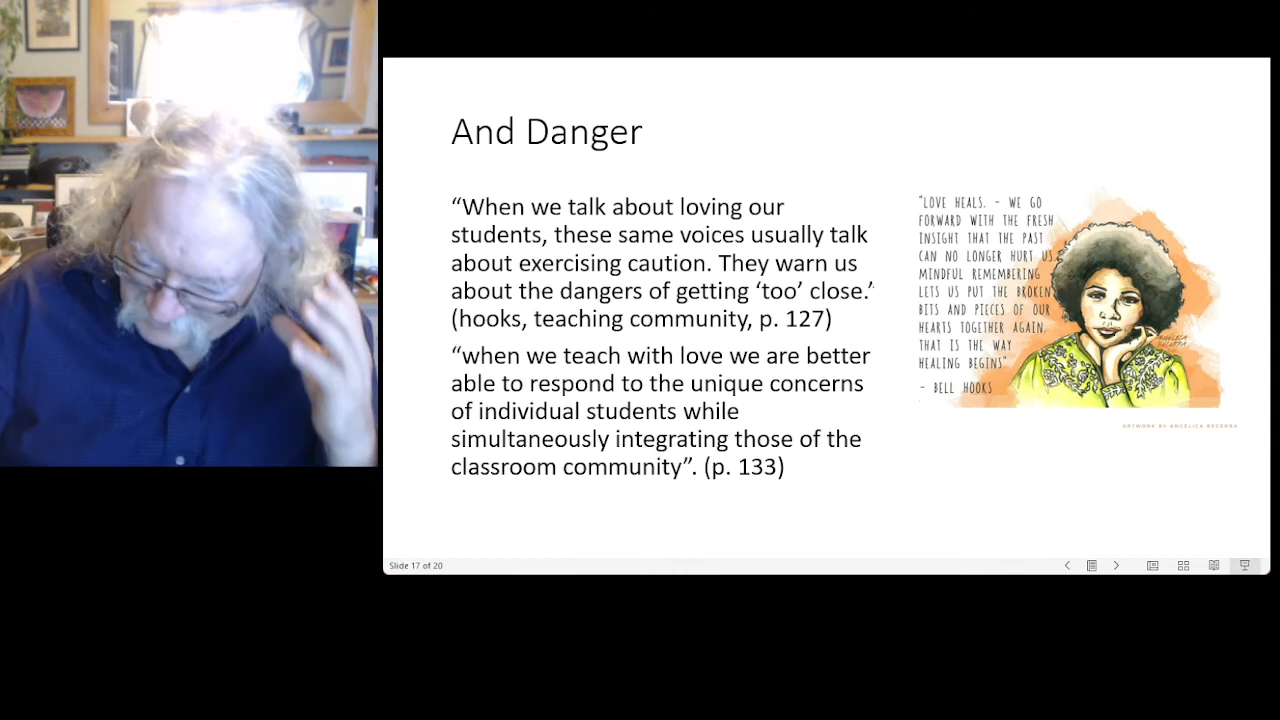 And Danger
“When we talk about loving our
students, these same voices usually talk
about exercising caution. They warn us
about the dangers of getting ‘too’ close.’
(hooks, teaching community, p. 127)
“when we teach with love we are better
able to respond to the unique concerns
of individual students while
simultaneously integrating those of the
classroom community”. (p. 133)
"LOVE HEALS. - WE GO
FORWARD WITH THE FRESH
INSIGHT THAT THE PAST
CAN NO LONGER HURT US.
MINDFUL REMEMBERING
LETS US PUT THE BROKEN
BITS AND PIECES OF OUR
HEARTS TOGETHER AGAIN.
THAT IS THE WAY
HEALING BEGINS"
- BELL HOOKS
ARTWORK BY ANGELICA BECERRA
Slide 17 of 20